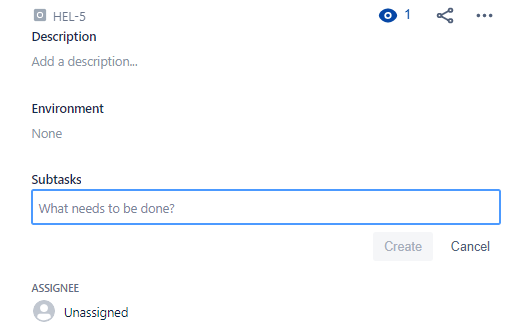 HEL-5
1
Description
Add a description...
Environment
None
Subtasks
What needs to be done?
Create Cancel
ASSIGNEE
Unassigned